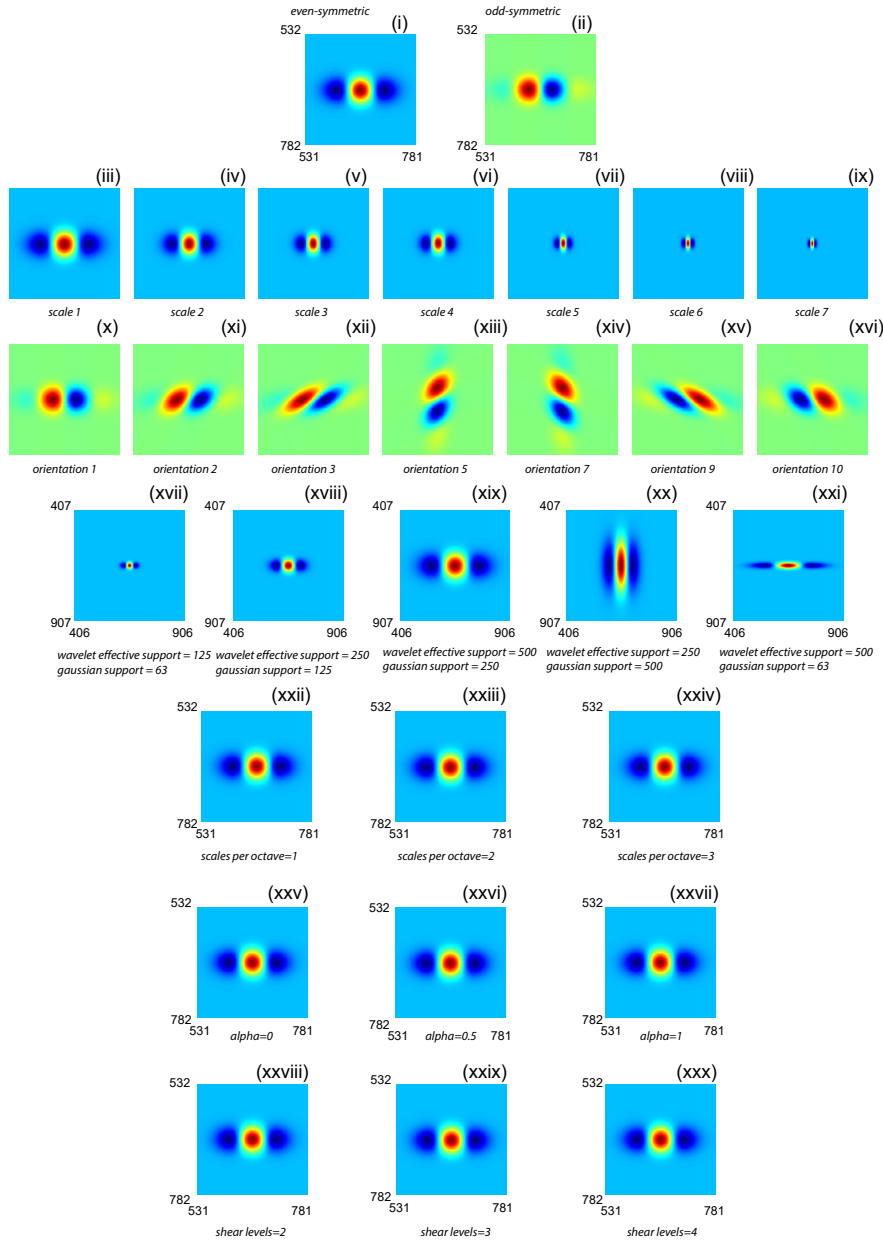 even-symmetric odd-symmetric
(i) (ii)
532 532
782 782
531 781 531 781
(iii) (iv) (v) (vi) (vii) (viii) (ix)
scale 1 scale 2 scale 3 scale 4 scale 5 scale 6 scale 7
(x) (xi) (xii) (xiii) (xiv) (xv) (xvi)
orientation 1 orientation 2 orientation 3 orientation 5 orientation 7 orientation 9 orientation 10
(xvii) (xviii) (xix) (xx) (xxi)
407 407 407 407 407
907 907 907 907 907
406 906 406 906 406 906 406 906 406 906
wavelet effective support = 125 wavelet effective support = 250 wavelet effective support = 500 wavelet effective support = 250 wavelet effective support = 500
gaussian support = 63 gaussian support = 125 gaussian support = 250 gaussian support = 500 gaussian support = 63
(xxii) (xxiii) (xxiv)
532 532 532
782 782 782
531 781 531 781 531 781
scales per octave=1 scales per octave=2 scales per octave=3
(xxv) (xxvi) (xxvii)
532 532 532
782 782 782
531 alpha=0 781 531 alpha=0.5 781 531 alpha=1 781
(xxviii) (xxix) (xxx)
532 532 532
782 782 782
531 781 531 781 531 781
shear levels=2 shear levels=3 shear levels=4